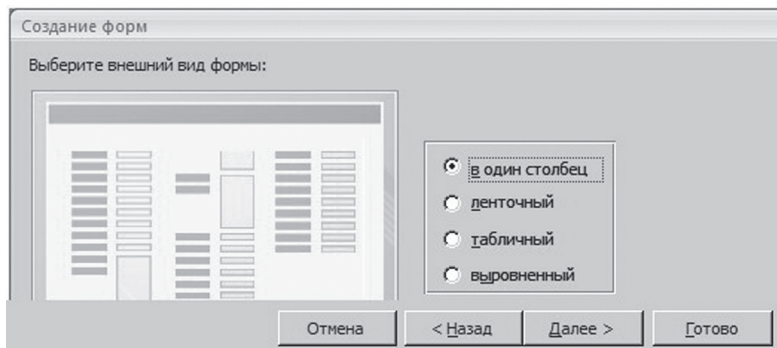 Создание форм
Выберите внешний вид формы:
в один столбец
ленточный
табличный
выровненный
Отмена
< Назад
Далее >
Готово